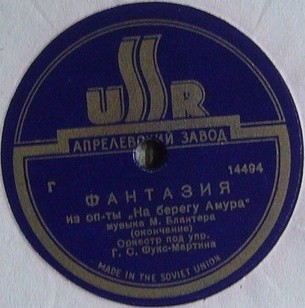 USSR
АПРЕЛЕВСКИЙ ЗАВОД
14494
Г
ФАНТАЗИЯ
из оп-ты „На берегу Амура"
музыка М. Блантера
(окончание)
Оркестр под упр.
Г. С. Фукс-Мартина
MADE IN THE SOVIET UNION